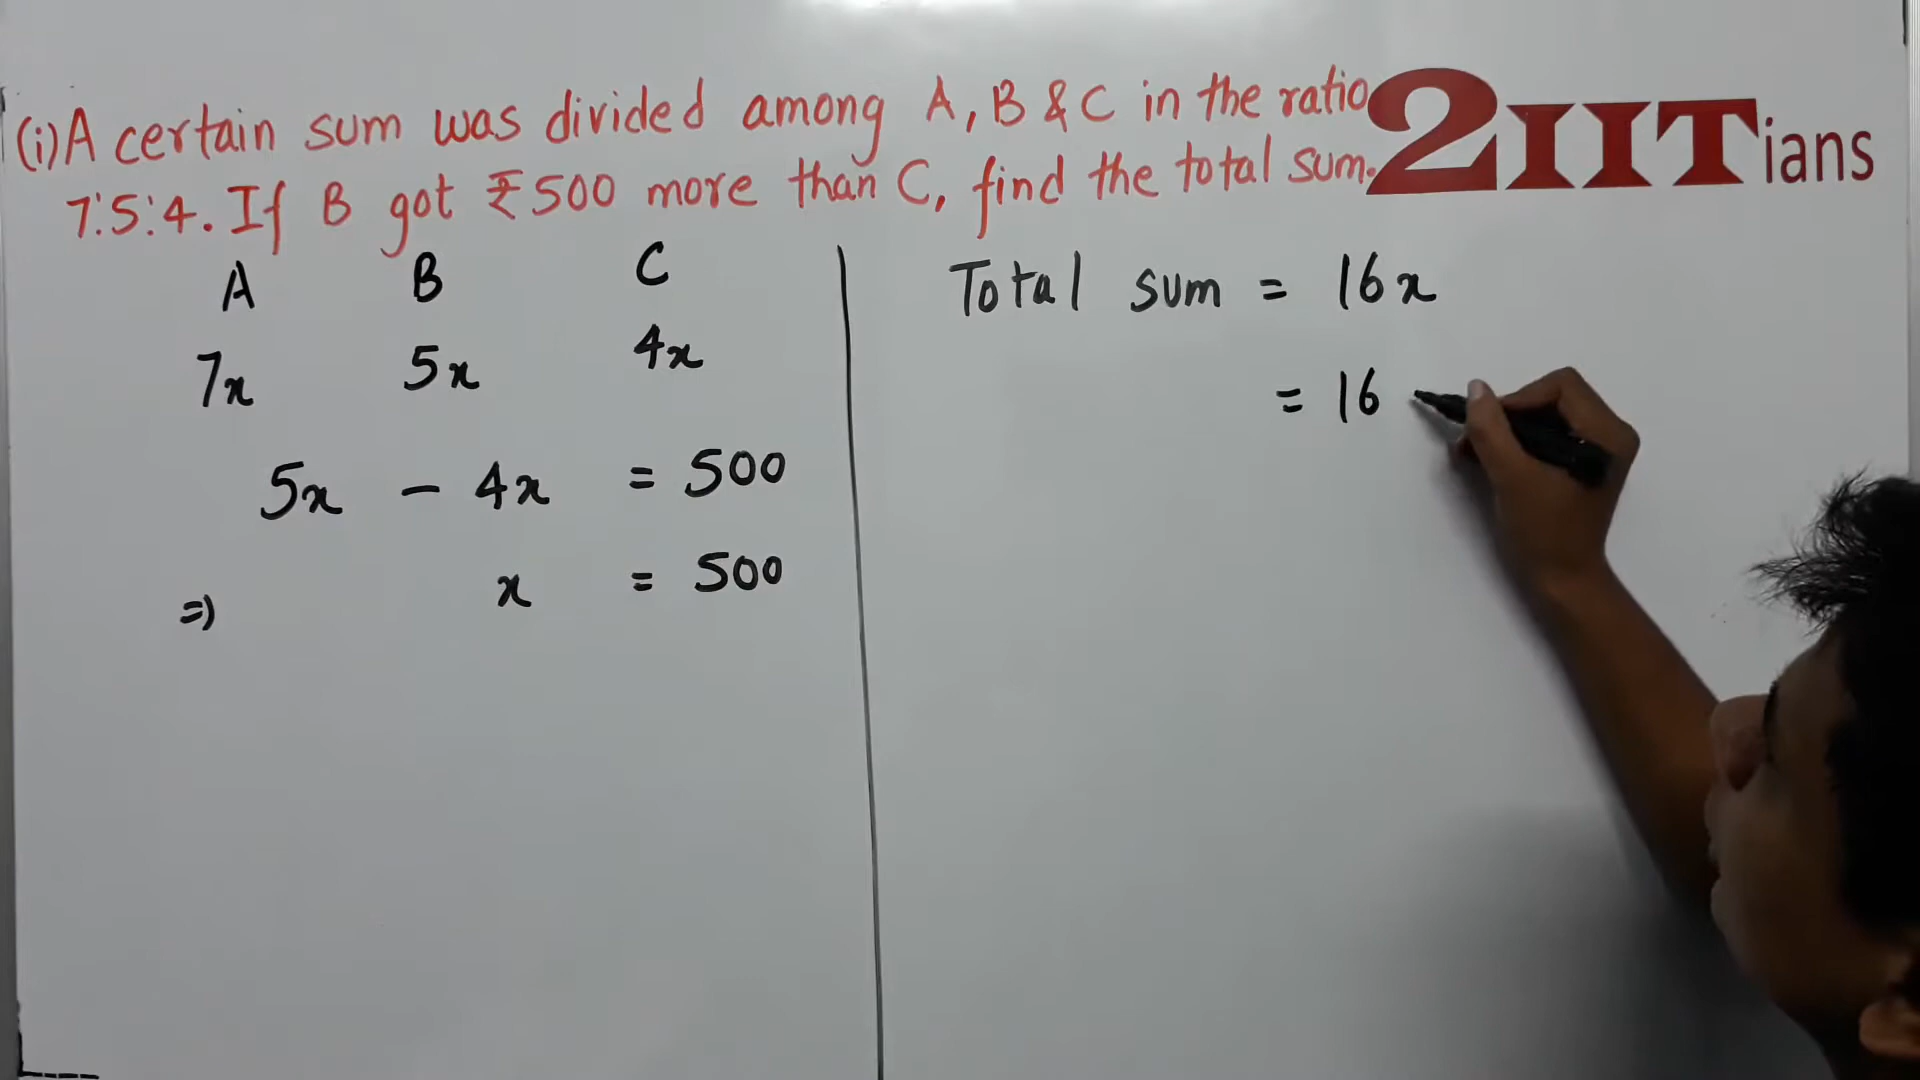 (i) A certain sum was divided among A, B & C in the ratio
7:5:4. If B got ₹500 more than C, find the total sum.
2IITians
A B C
7x 5x 4x
5x - 4x = 500
=> x = 500
Total sum = 16x
= 16